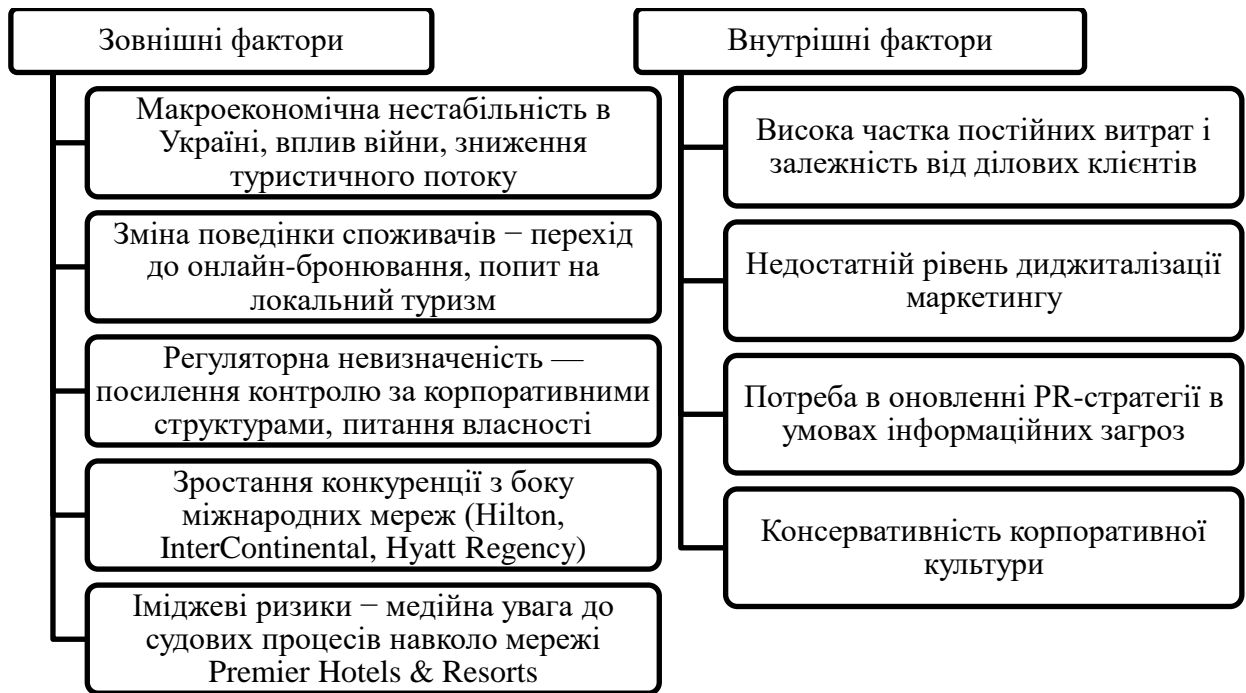 Зовнішні фактори
Макроекономічна нестабільність в
Україні, вплив війни, зниження
туристичного потоку
Зміна поведінки споживачів − перехід
до онлайн-бронювання, попит на
локальний туризм
Регуляторна невизначеність —
посилення контролю за корпоративними
структурами, питання власності
Зростання конкуренції з боку
міжнародних мереж (Hilton,
InterContinental, Hyatt Regency)
Іміджеві ризики − медійна увага до
судових процесів навколо мережі
Premier Hotels & Resorts
Внутрішні фактори
Висока частка постійних витрат і
залежність від ділових клієнтів
Недостатній рівень диджиталізації
маркетингу
Потреба в оновленні PR-стратегії в
умовах інформаційних загроз
Консервативність корпоративної
культури